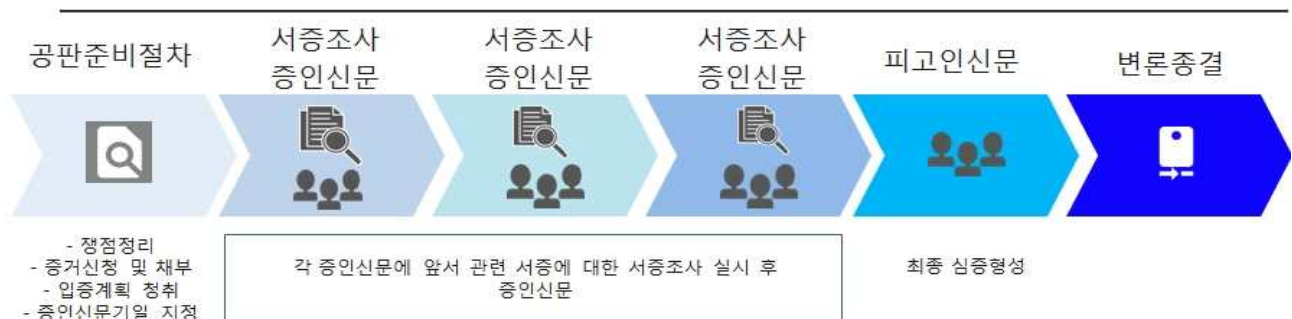 공판준비절차
서증조사
증인신문
서증조사
증인신문
서증조사
증인신문
피고인신문
변론종결
- 쟁점정리
- 증거신청 및 채부
- 입증계획 청취
- 증인신문기일 지정
각 증인신문에 앞서 관련 서증에 대한 서증조사 실시 후
증인신문
최종 심증형성